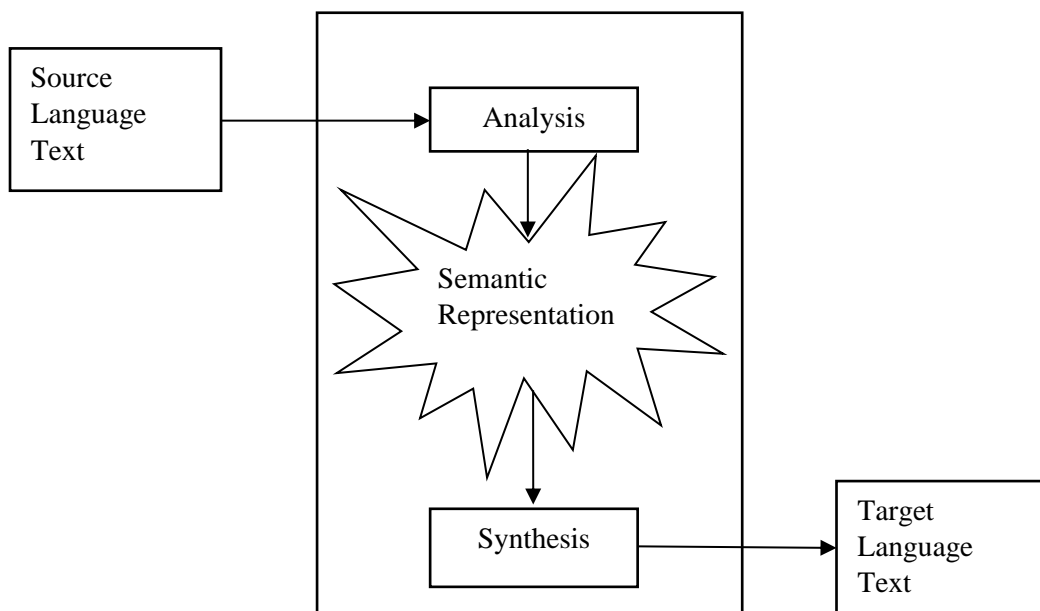 Source
Language
Text
Analysis
Semantic
Representation
Synthesis
Target
Language
Text